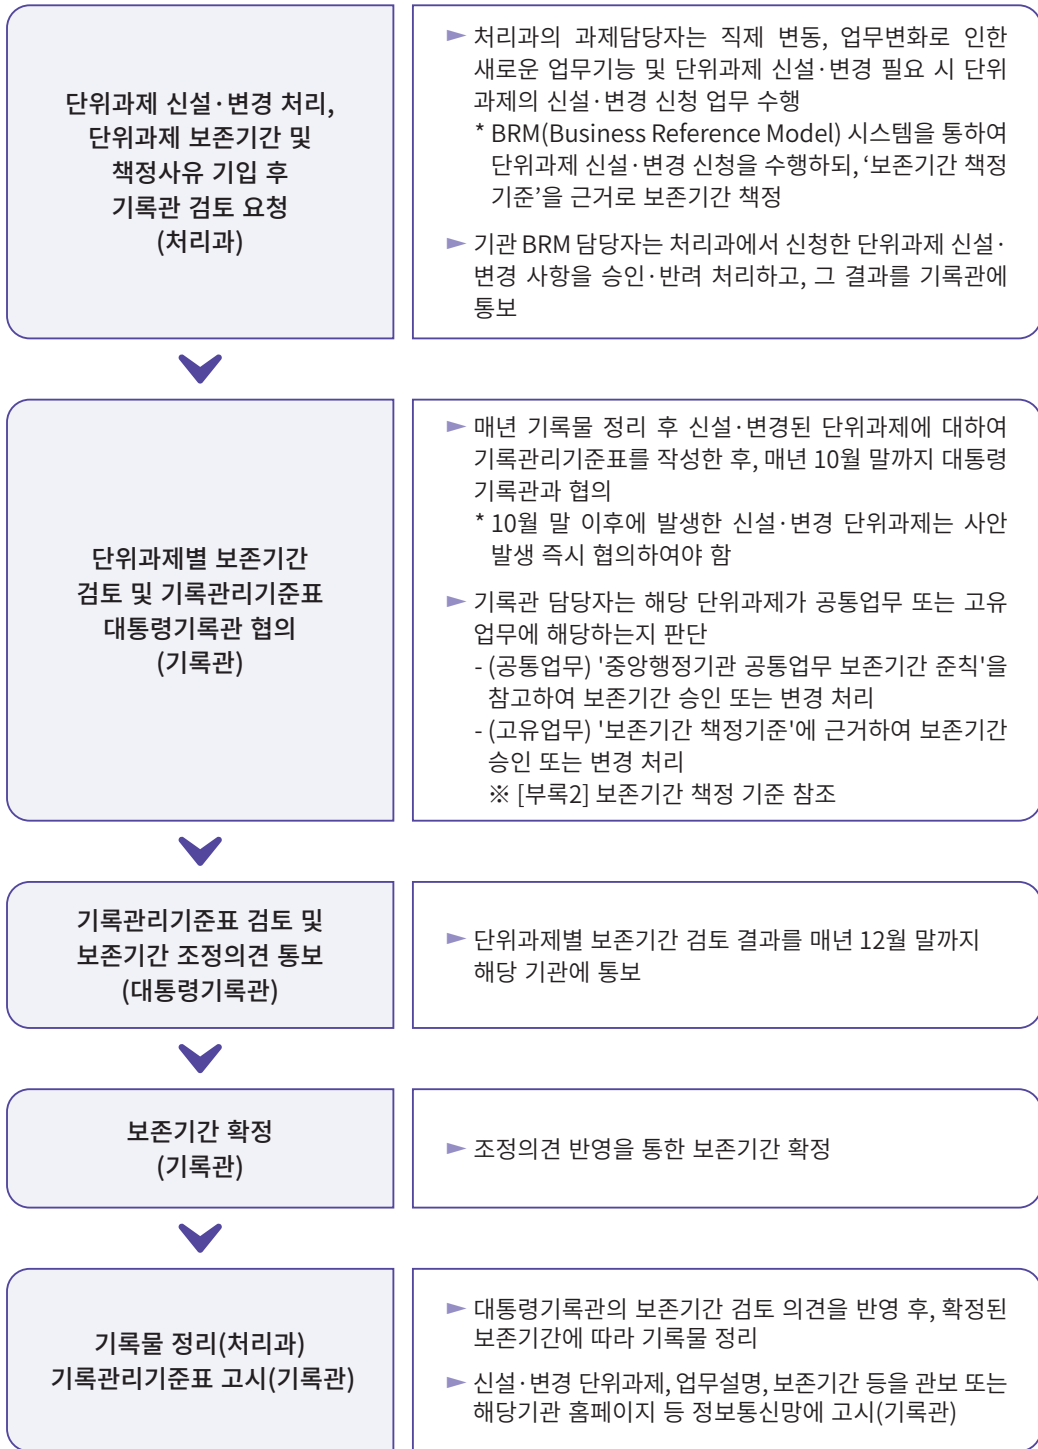 단위과제 신설·변경 처리,
단위과제 보존기간 및
책정사유 기입 후
기록관 검토 요청
(처리과)
► 처리과의 과제담당자는 직제 변동, 업무변화로 인한
새로운 업무기능 및 단위과제 신설·변경 필요 시 단위
과제의 신설·변경 신청 업무 수행
* BRM(Business Reference Model) 시스템을 통하여
단위과제 신설·변경 신청을 수행하되, ‘보존기간 책정
기준’을 근거로 보존기간 책정
► 기관 BRM 담당자는 처리과에서 신청한 단위과제 신설·
변경 사항을 승인·반려 처리하고, 그 결과를 기록관에
통보
단위과제별 보존기간
검토 및 기록관리기준표
대통령기록관 협의
(기록관)
► 매년 기록물 정리 후 신설·변경된 단위과제에 대하여
기록관리기준표를 작성한 후, 매년 10월 말까지 대통령
기록관과 협의
* 10월 말 이후에 발생한 신설·변경 단위과제는 사안
발생 즉시 협의하여야 함
► 기록관 담당자는 해당 단위과제가 공통업무 또는 고유
업무에 해당하는지 판단
- (공통업무) '중앙행정기관 공통업무 보존기간 준칙'을
참고하여 보존기간 승인 또는 변경 처리
- (고유업무) '보존기간 책정기준'에 근거하여 보존기간
승인 또는 변경 처리
※ [부록2] 보존기간 책정 기준 참조
기록관리기준표 검토 및
보존기간 조정의견 통보
(대통령기록관)
► 단위과제별 보존기간 검토 결과를 매년 12월 말까지
해당 기관에 통보
보존기간 확정
(기록관)
► 조정의견 반영을 통한 보존기간 확정
기록물 정리(처리과)
기록관리기준표 고시(기록관)
► 대통령기록관의 보존기간 검토 의견을 반영 후, 확정된
보존기간에 따라 기록물 정리
► 신설·변경 단위과제, 업무설명, 보존기간 등을 관보 또는
해당기관 홈페이지 등 정보통신망에 고시(기록관)